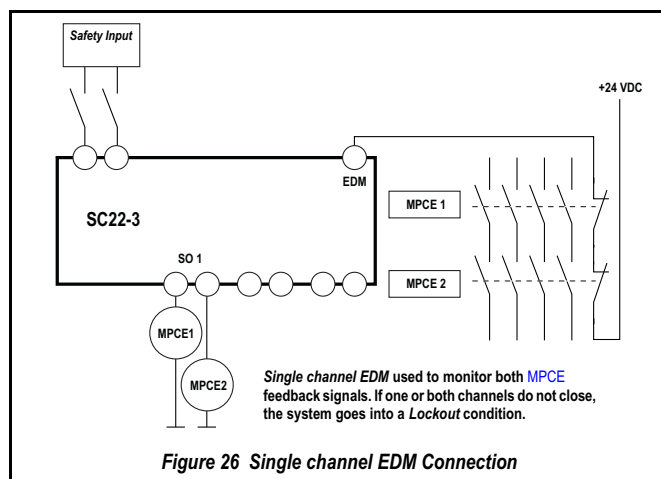 Safety Input
+24 VDC
EDM
SC22-3
MPCE 1
SO 1
MPCE 2
MPCE1
MPCE2
Single channel EDM used to monitor both MPCE
feedback signals. If one or both channels do not close,
the system goes into a Lockout condition.
Figure 26 Single channel EDM Connection